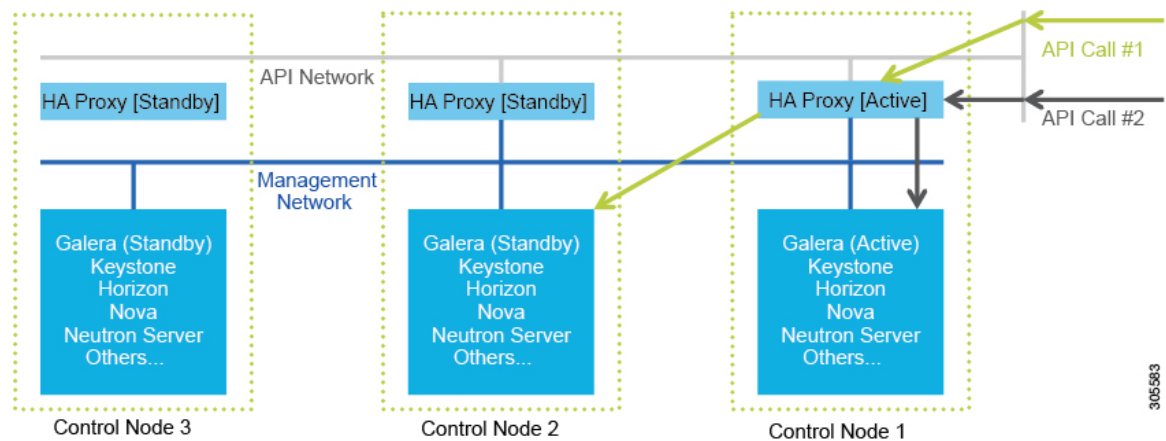 API Call #1
API Network
HA Proxy [Standby]
HA Proxy [Standby]
HA Proxy [Active]
API Call #2
Management
Network
Galera (Standby)
Keystone
Horizon
Nova
Neutron Server
Others...
Galera (Standby)
Keystone
Horizon
Nova
Neutron Server
Others...
Galera (Active)
Keystone
Horizon
Nova
Neutron Server
Others...
305583
Control Node 3
Control Node 2
Control Node 1